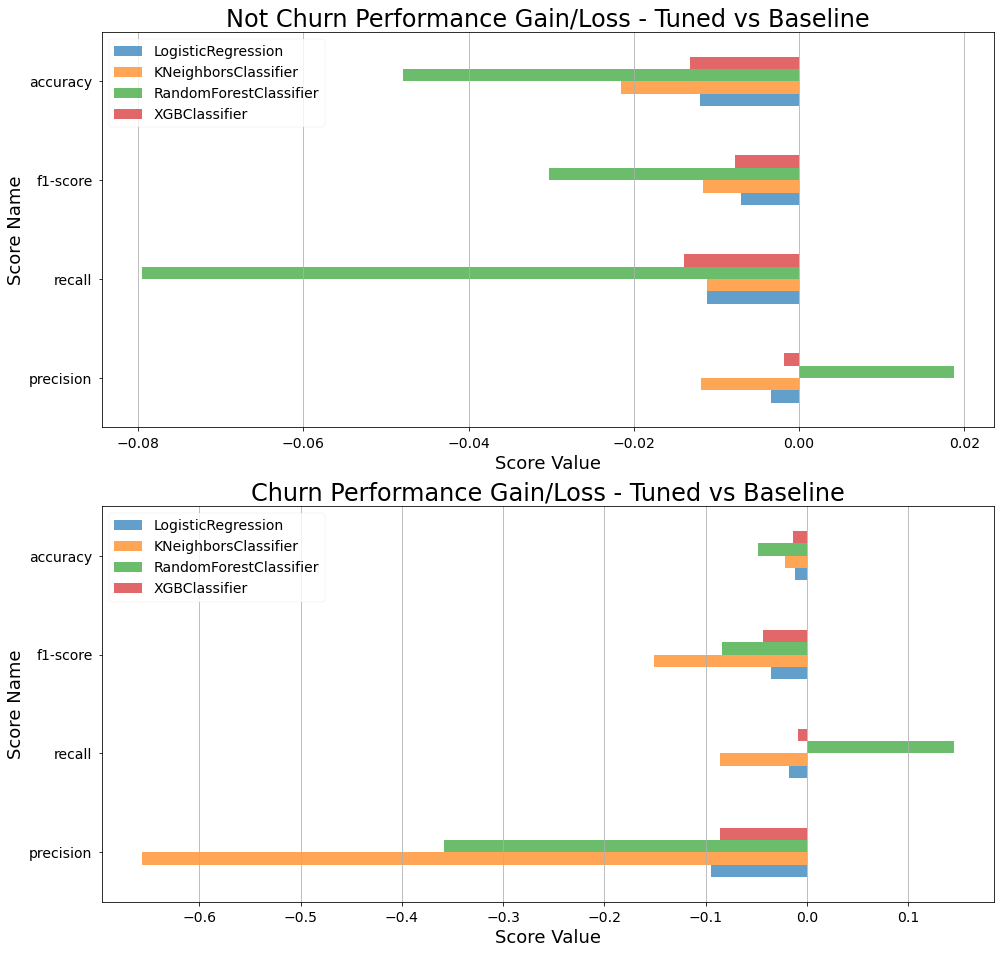 Not Churn Performance Gain/Loss - Tuned vs Baseline
LogisticRegression
KNeighborsClassifier
RandomForestClassifier
XGBClassifier
Score Name
accuracy
f1-score
recall
precision
−0.08 −0.06 −0.04 −0.02 0.00 0.02
Score Value
Churn Performance Gain/Loss - Tuned vs Baseline
LogisticRegression
KNeighborsClassifier
RandomForestClassifier
XGBClassifier
Score Name
accuracy
f1-score
recall
precision
−0.6 −0.5 −0.4 −0.3 −0.2 −0.1 0.0 0.1
Score Value